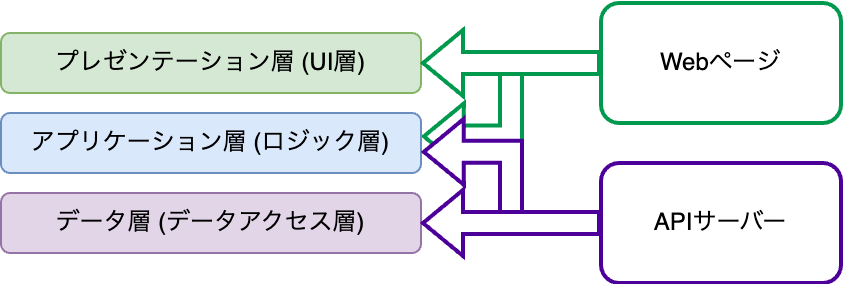 プレゼンテーション層 (UI層)
Webページ
アプリケーション層 (ロジック層)
データ層 (データアクセス層)
APIサーバー